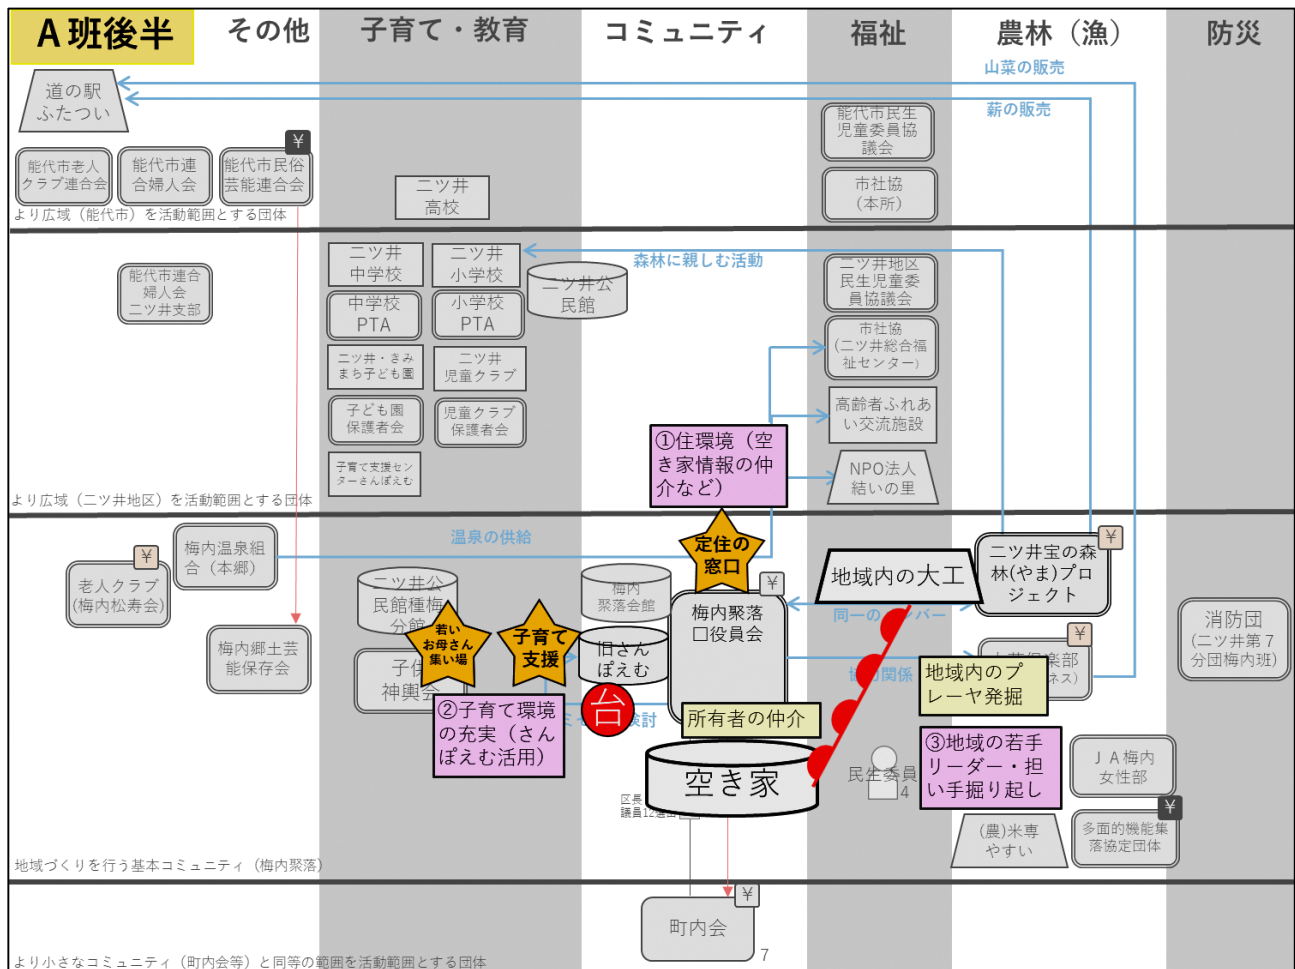 A班後半
その他
子育て・教育
コミュニティ
福祉
農林（漁）
防災
道の駅
ふたつい
山菜の販売
薪の販売
¥
能代市老人
クラブ連合会
能代市連
合婦人会
能代市民俗
芸能連合会
二ツ井
高校
能代市民生
児童委員協
議会
市社協
（本所）
より広域（能代市）を活動範囲とする団体
能代市連合
婦人会
二ツ井支部
二ツ井
中学校
二ツ井
小学校
中学校
PTA
小学校
PTA
二ツ井公
民館
森林に親しむ活動
二ツ井・きみ
まち子ども園
二ツ井
児童クラブ
子ども園
保護者会
児童クラブ
保護者会
子育て支援セン
ターさんぽえむ
二ツ井地区
民生児童委
員協議会
市社協
(二ツ井総合福
祉センター)
高齢者ふれあ
い交流施設
NPO法人
結いの里
①住環境（空
き家情報の仲
介など）
より広域（二ツ井地区）を活動範囲とする団体
梅内温泉組
合（本郷）
温泉の供給
¥
老人クラブ
(梅内松寿会)
梅内郷土芸
能保存会
二ツ井公
民館種梅
分館
若い
お母さん
集い場
子育て
支援
神輿会
②子育て環境
の充実（さん
ぽえむ活用）
定住の
窓口
梅内
聚落会館
旧さん
ぽえむ
台
検討
¥
梅内聚落
口役員会
所有者の仲介
空き家
地域内の大工
同一の
バー
関係
¥
二ツ井宝の森
林(やま)プロ
ジェクト
¥
倶楽部
ネス)
地域内のプ
レーヤ発掘
③地域の若手
リーダー・担
い手掘り起し
民生委員
4
ＪＡ梅内
女性部
(農)米専
やすい
¥
多面的機能集
落協定団体
消防団
(二ツ井第７
分団梅内班)
区長
議員12選出
地域づくりを行う基本コミュニティ（梅内聚落）
¥
町内会
7
より小さなコミュニティ（町内会等）と同等の範囲を活動範囲とする団体